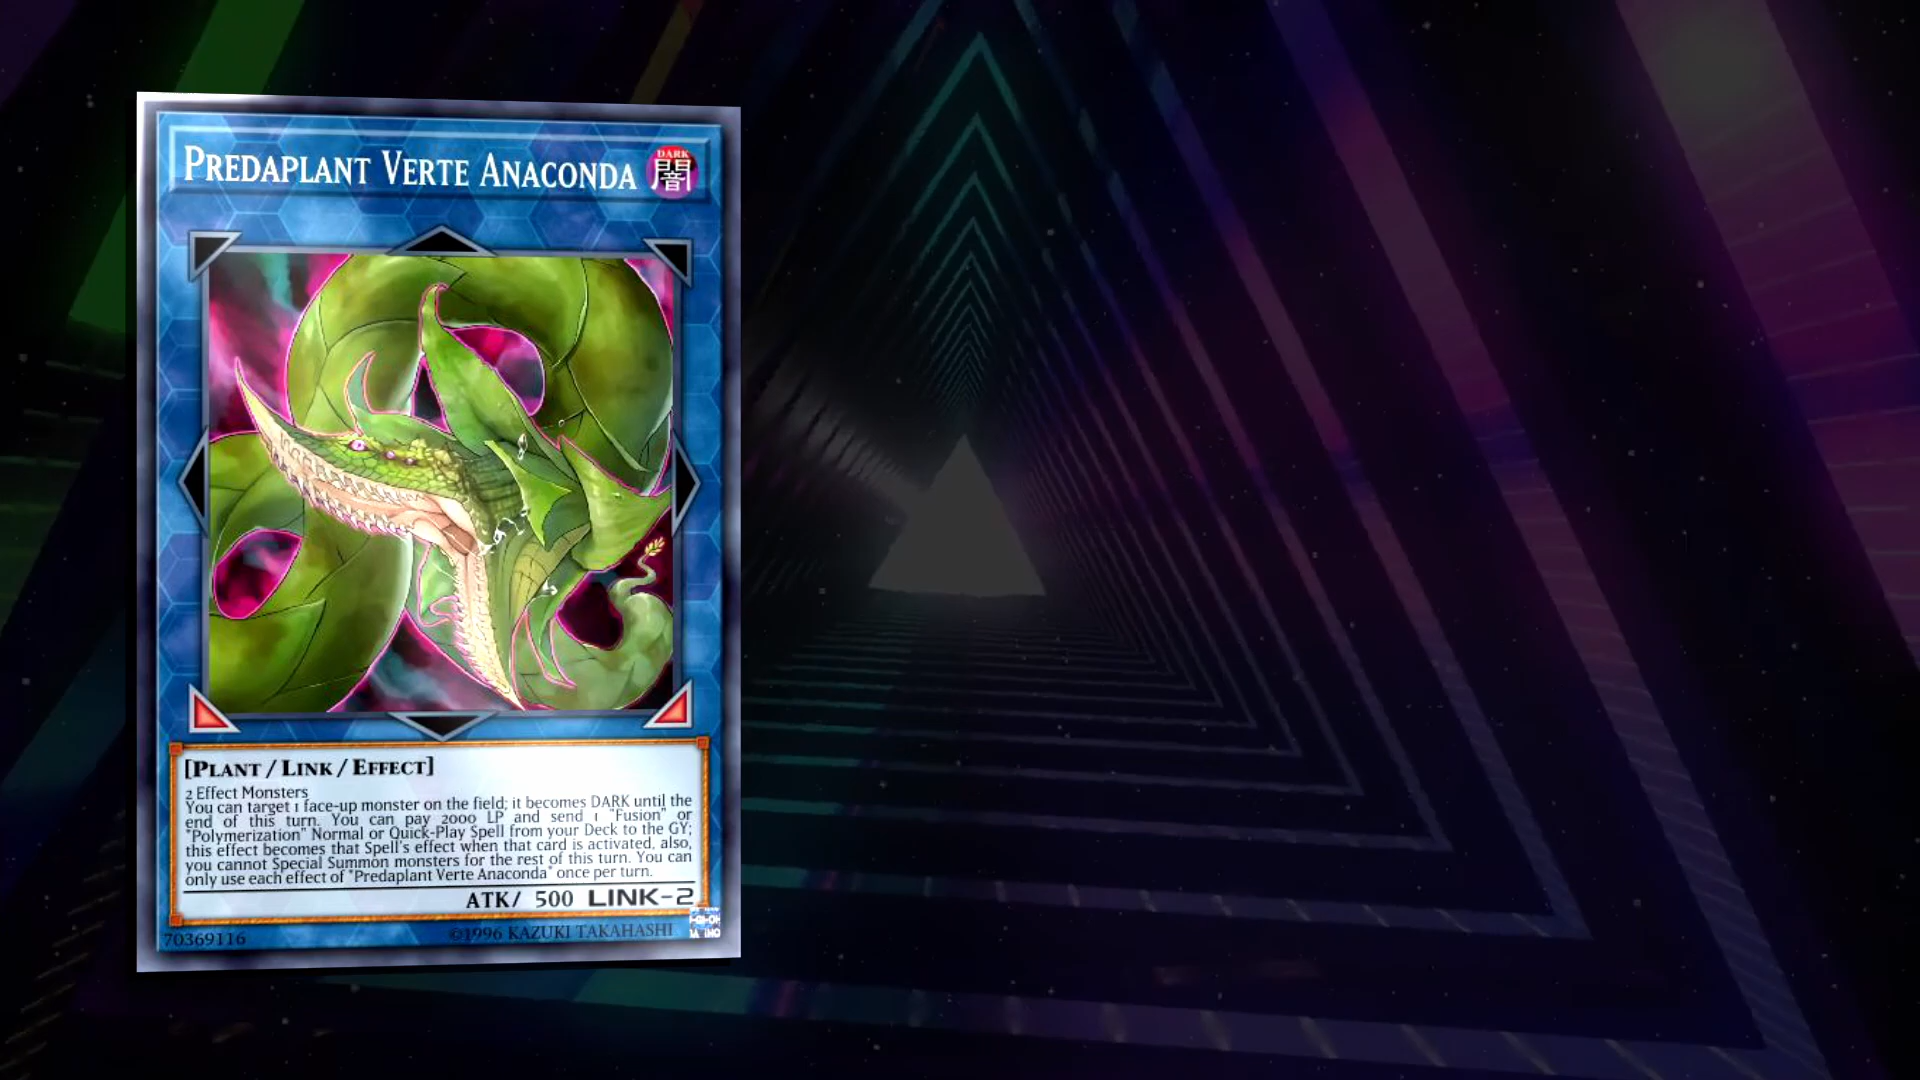 PREDAPLANT VERTE ANACONDA
DARK
闇
[PLANT / LINK / EFFECT]
2 Effect Monsters
You can target 1 face-up monster on the field; it becomes DARK until the
end of this turn. You can pay 2000 LP and send 1 "Fusion" or
"Polymerization" Normal or Quick-Play Spell from your Deck to the GY;
this effect becomes that Spell's effect when that card is activated, also,
you cannot Special Summon monsters for the rest of this turn. You can
only use each effect of "Predaplant Verte Anaconda" once per turn.
ATK/ 500 LINK-2
70369116 ©1996 KAZUKI TAKAHASHI